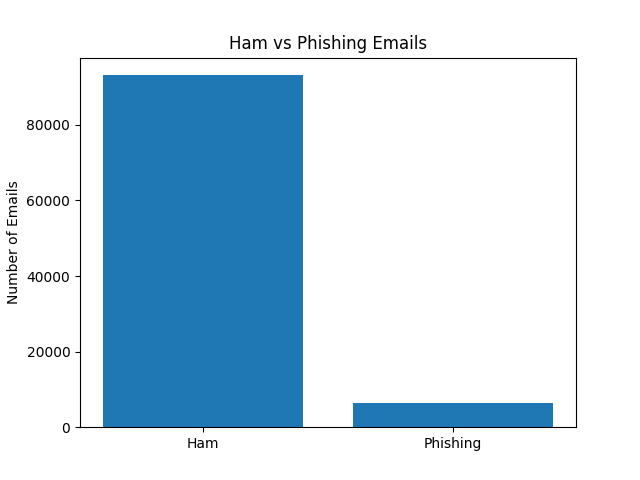 Ham vs Phishing Emails
Number of Emails
80000
60000
40000
20000
0
Ham
Phishing